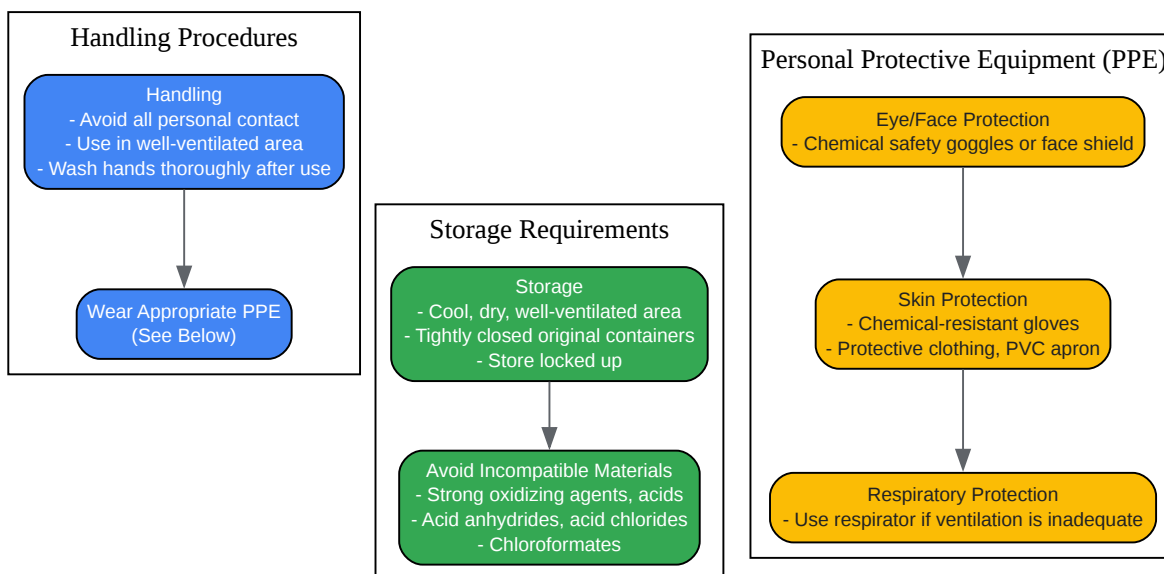 Handling Procedures
Handling
- Avoid all personal contact
- Use in well-ventilated area
- Wash hands thoroughly after use
Wear Appropriate PPE
(See Below)
Storage Requirements
Storage
- Cool, dry, well-ventilated area
- Tightly closed original containers
- Store locked up
Avoid Incompatible Materials
- Strong oxidizing agents, acids
- Acid anhydrides, acid chlorides
- Chloroformates
Personal Protective Equipment (PPE)
Eye/Face Protection
- Chemical safety goggles or face shield
Skin Protection
- Chemical-resistant gloves
- Protective clothing, PVC apron
Respiratory Protection
- Use respirator if ventilation is inadequate